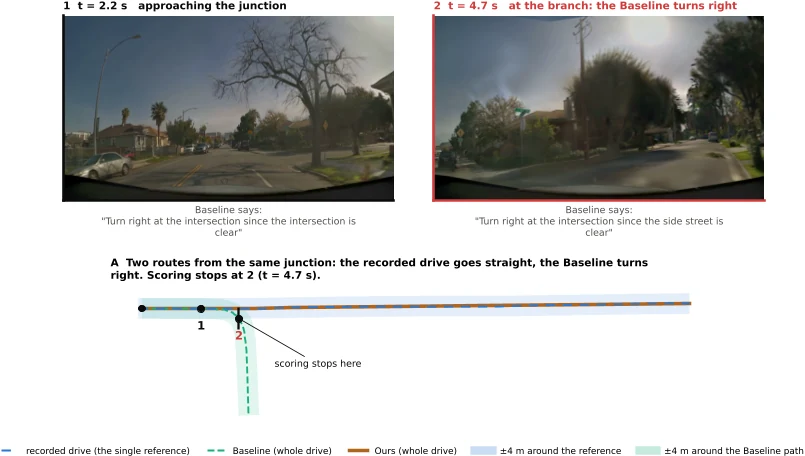 1 t = 2.2 s approaching the junction
2 t = 4.7 s at the branch: the Baseline turns right
Baseline says:
"Turn right at the intersection since the intersection is
clear"
Baseline says:
"Turn right at the intersection since the side street is
clear"
A Two routes from the same junction: the recorded drive goes straight, the Baseline turns
right. Scoring stops at 2 (t = 4.7 s).
1
2
scoring stops here
recorded drive (the single reference)
Baseline (whole drive)
Ours (whole drive)
±4 m around the reference
±4 m around the Baseline path